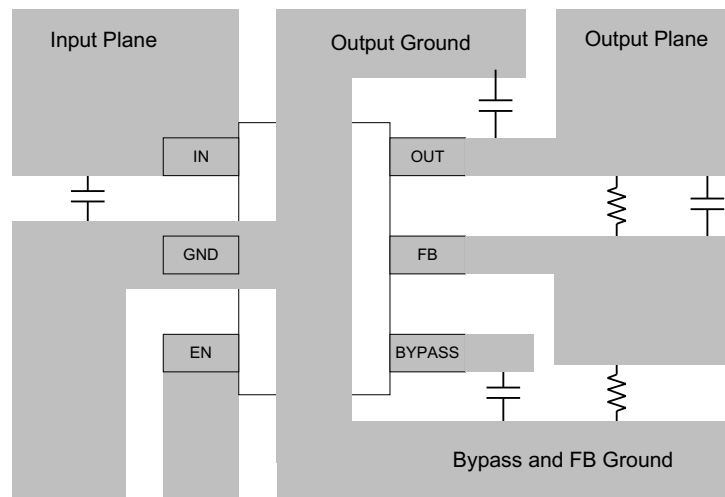 Input Plane
Output Ground
Output Plane
IN
OUT
GND
FB
EN
BYPASS
Bypass and FB Ground